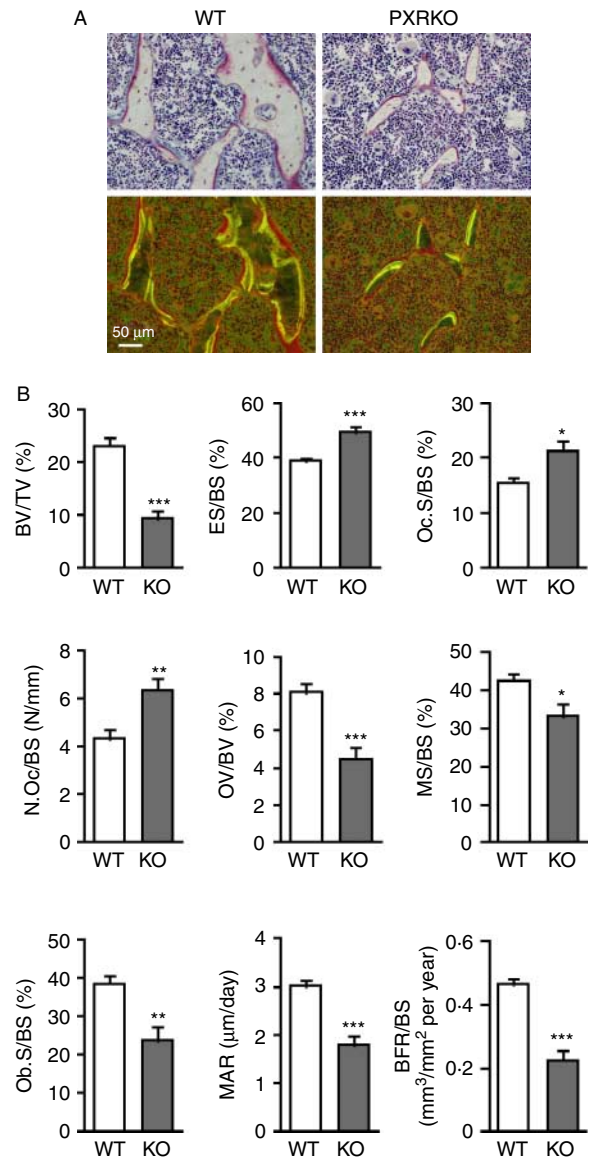 A
WT PXRKO
50 μm
B
BV/TV (%)
30
20
10
0
***
WT KO
ES/BS (%)
60
40
20
0
***
WT KO
Oc.S/BS (%)
30
20
10
0
*
WT KO
N.Oc/BS (N/mm)
8
6
4
2
0
**
WT KO
OV/BV (%)
10
8
6
4
2
0
***
WT KO
MS/BS (%)
50
40
30
20
10
0
*
WT KO
Ob.S/BS (%)
50
40
30
20
10
0
**
WT KO
MAR (μm/day)
4
3
2
1
0
***
WT KO
BFR/BS
(mm³/mm² per year)
0·6
0·4
0·2
0
***
WT KO